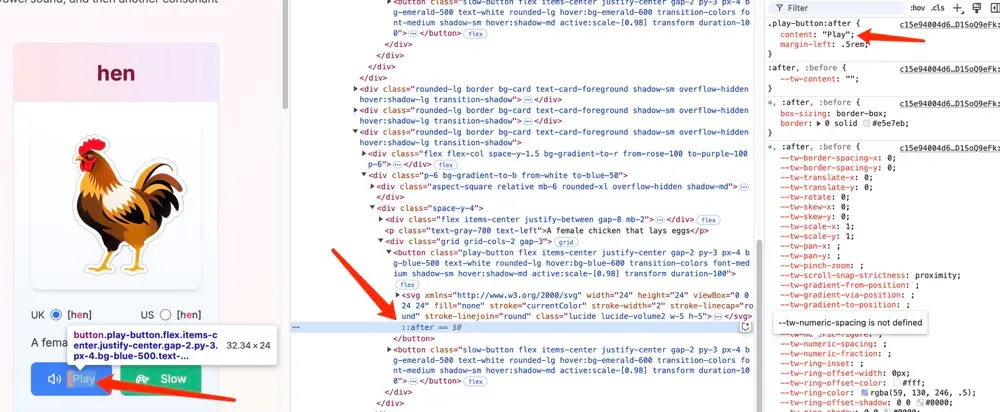 vowel sound, and then another consonant
hen
UK [hen] US [hen]
button.play-button.flex.items-center.justify-center.gap-2.py-3.px-4.bg-blue-500.text-... 32.34 × 24
A fema
Play
Slow
<button class="slow-button flex items-center justify-center gap-2 py-3 px-4
bg-emerald-500 text-white rounded-lg hover:bg-emerald-600 transition-colors fo
nt-medium shadow-sm hover:shadow-md active:scale-[0.98] transform duration-10
0"> ⋯ </button> flex
</div>
</div>
</div>
▶<div class="rounded-lg border bg-card text-card-foreground shadow-sm overflow-hidden
hover:shadow-lg transition-shadow"> ⋯ </div>
▶<div class="rounded-lg border bg-card text-card-foreground shadow-sm overflow-hidden
hover:shadow-lg transition-shadow"> ⋯ </div>
▼<div class="rounded-lg border bg-card text-card-foreground shadow-sm overflow-hidden
hover:shadow-lg transition-shadow">
▶<div class="flex flex-col space-y-1.5 bg-gradient-to-r from-rose-100 to-purple-100
p-6"> ⋯ </div> flex
▼<div class="p-6 bg-gradient-to-b from-white to-blue-50">
▶<div class="aspect-square relative mb-6 rounded-xl overflow-hidden shadow-md"> ⋯
</div>
▼<div class="space-y-4">
▶<div class="flex items-center justify-between gap-8 mb-2"> ⋯ </div> flex
<p class="text-gray-700 text-left">A female chicken that lays eggs</p>
▼<div class="grid grid-cols-2 gap-3"> grid
▼<button class="play-button flex items-center justify-center gap-2 py-3 px-4 b
g-blue-500 text-white rounded-lg hover:bg-blue-600 transition-colors font-med
ium shadow-sm hover:shadow-md active:scale-[0.98] transform duration-100">
flex
▶<svg xmlns="http://www.w3.org/2000/svg" width="24" height="24" viewBox="0 0
24 24" fill="none" stroke="currentColor" stroke-width="2" stroke-linecap="ro
und" stroke-linejoin="round" class="lucide lucide-volume2 w-5 h-5"> ⋯ </svg>
⋯ ::after == $0
</button>
▶<button class="slow-button flex items-center justify-center gap-2 py-3 px-4 b
g-emerald-500 text-white rounded-lg hover:bg-emerald-600 transition-colors fo
nt-medium shadow-sm hover:shadow-md active:scale-[0.98] transform duration-10
0"> ⋯ </button> flex
</div>
</div>
Filter :hov .cls
.play-button:after { c15e94004d6…D1SoQ9eFk:
content: "Play";
margin-left: .5rem;
}
:after, :before { c15e94004d6…D1SoQ9eFk:
--tw-content: "";
}
*, :after, :before { c15e94004d6…D1SoQ9eFk:
box-sizing: border-box;
border: ▶ 0 solid #e5e7eb;
}
*, :after, :before { c15e94004d6…D1SoQ9eFk:
--tw-border-spacing-x: 0;
--tw-border-spacing-y: 0;
--tw-translate-x: 0;
--tw-translate-y: 0;
--tw-rotate: 0;
--tw-skew-x: 0;
--tw-skew-y: 0;
--tw-scale-x: 1;
--tw-scale-y: 1;
--tw-pan-x: ;
--tw-pan-y: ;
--tw-pinch-zoom: ;
--tw-scroll-snap-strictness: proximity;
--tw-gradient-from-position: ;
--tw-gradient-via-position: ;
--tw-gradient-to-position: ;
--tw-numeric-spacing is not defined
--tw-numeric-spacing: ;
--tw-numeric-fraction: ;
--tw-ring-inset: ;
--tw-ring-offset-width: 0px;
--tw-ring-offset-color: #fff;
--tw-ring-color: rgba(59, 130, 246, .5);
--tw-ring-offset-shadow: 0 0 #0000;
--tw-ring-shadow: 0 0 #0000;